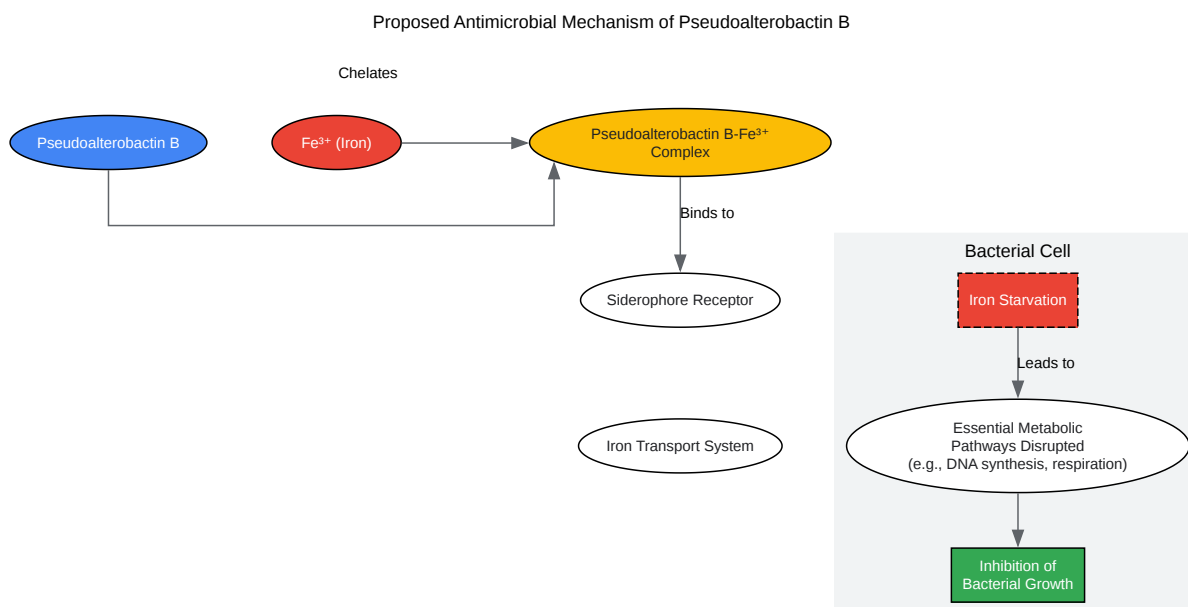 Proposed Antimicrobial Mechanism of Pseudoalterobactin B
Chelates
Pseudoalterobactin B
Fe³⁺ (Iron)
Pseudoalterobactin B-Fe³⁺
Complex
Binds to
Siderophore Receptor
Iron Transport System
Bacterial Cell
Iron Starvation
Leads to
Essential Metabolic
Pathways Disrupted
(e.g., DNA synthesis, respiration)
Inhibition of
Bacterial Growth